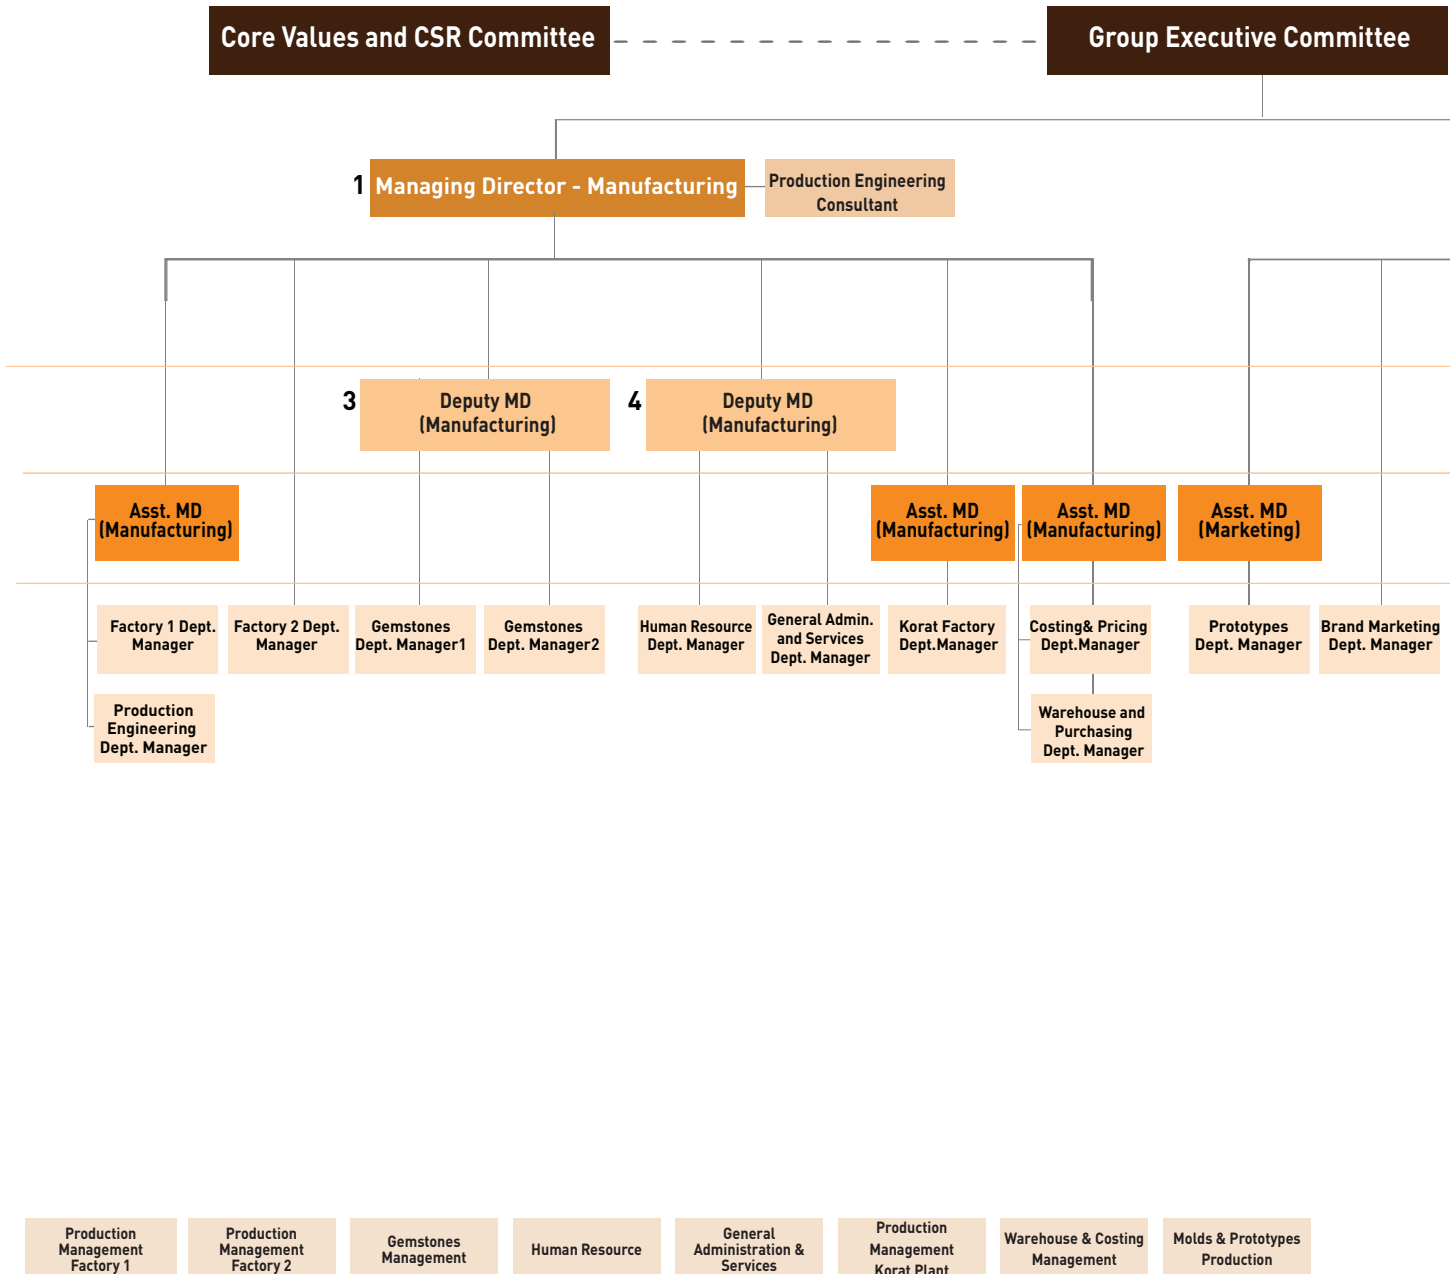 Core Values and CSR Committee
Group Executive Committee
1
Managing Director - Manufacturing
Production Engineering
Consultant
3
Deputy MD
(Manufacturing)
4
Deputy MD
(Manufacturing)
Asst. MD
(Manufacturing)
Asst. MD
(Manufacturing)
Asst. MD
(Manufacturing)
Asst. MD
(Marketing)
Factory 1 Dept.
Manager
Factory 2 Dept.
Manager
Gemstones
Dept. Manager1
Gemstones
Dept. Manager2
Human Resource
Dept. Manager
General Admin.
and Services
Dept. Manager
Korat Factory
Dept.Manager
Costing& Pricing
Dept.Manager
Prototypes
Dept. Manager
Brand Marketing
Dept. Manager
Production
Engineering
Dept. Manager
Warehouse and
Purchasing
Dept. Manager
Production
Management
Factory 1
Production
Management
Factory 2
Gemstones
Management
Human Resource
General
Administration &
Services
Production
Management
Korat Plant
Warehouse & Costing
Management
Molds & Prototypes
Production